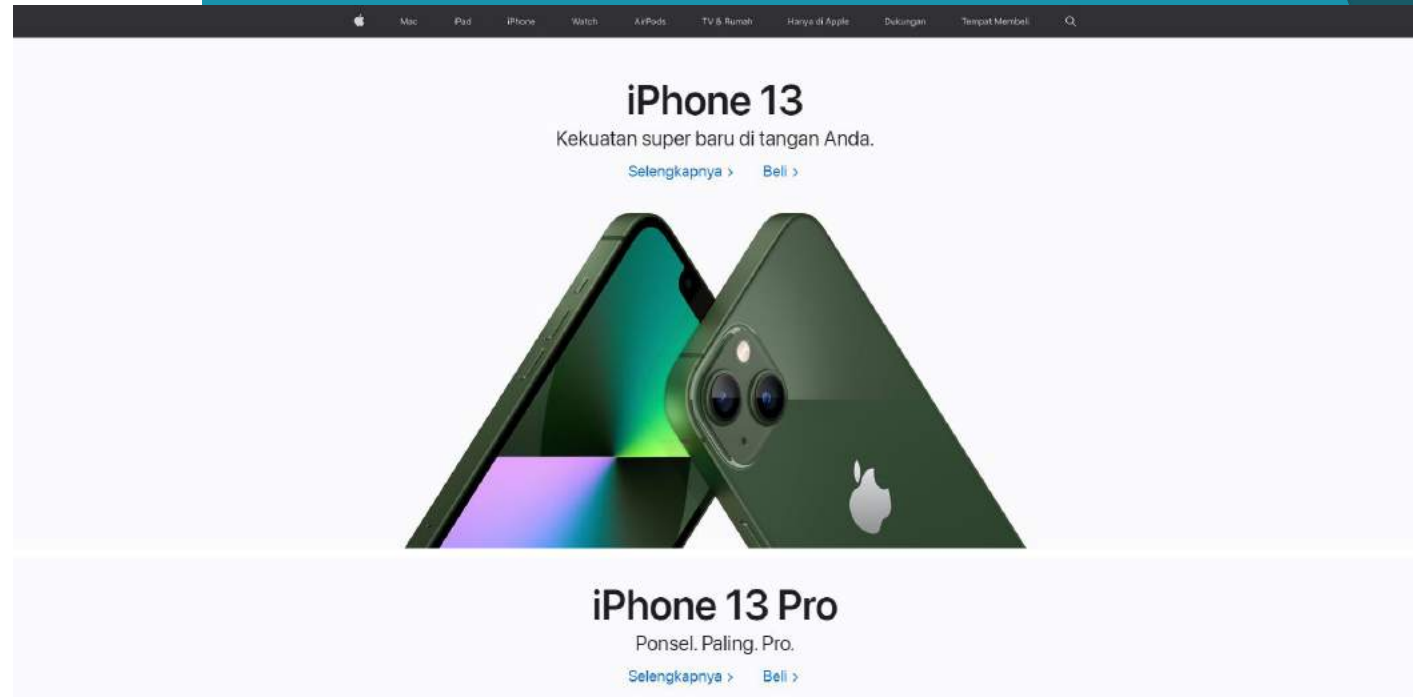 Mac iPad iPhone Watch AirPods TV & Rumah Hanya di Apple Dukungan Tempat Membeli
iPhone 13
Kekuatan super baru di tangan Anda.
Selengkapnya > Beli >
iPhone 13 Pro
Ponsel. Paling. Pro.
Selengkapnya > Beli >